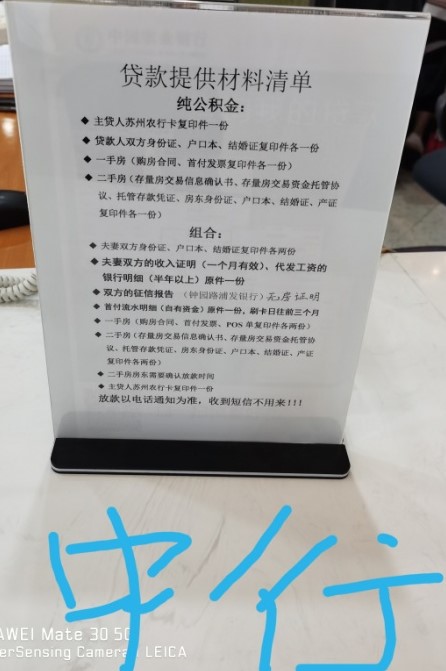 贷款提供材料清单
纯公积金：
◆ 主贷人苏州农行卡复印件一份
◆ 贷款人双方身份证、户口本、结婚证复印件各一份
◆ 一手房（购房合同、首付发票复印件各一份）
◆ 二手房（存量房交易信息确认书、存量房交易资金托管协
议、托管存款凭证、房东身份证、户口本、结婚证、产证
复印件各一份）
组合：
◆ 夫妻双方身份证、户口本、结婚证复印件各两份
◆ 夫妻双方的收入证明（一个月有效）、代发工资的
银行明细（半年以上）原件一份
◆ 双方的征信报告（钟园路浦发银行）无房证明
◆ 首付流水明细（自有资金）原件一份，刷卡日往前三个月
◆ 一手房（购房合同、首付发票、POS 单复印件各两份）
◆ 二手房（存量房交易信息确认书、存量房交易资金托管协
议、托管存款凭证，房东身份证、户口本、结婚证、产证
复印件各两份）
◆ 二手房房东需要确认放款时间
◆ 主贷人苏州农行卡复印件一份
放款以电话通知为准，收到短信不用来!!!
中行
AWEI Mate 30 5G
erSensing Camera | LEICA